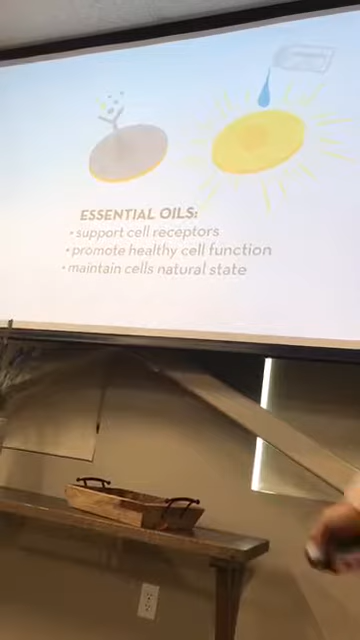 ESSENTIAL OILS:
• support cell receptors
• promote healthy cell function
• maintain cells natural state